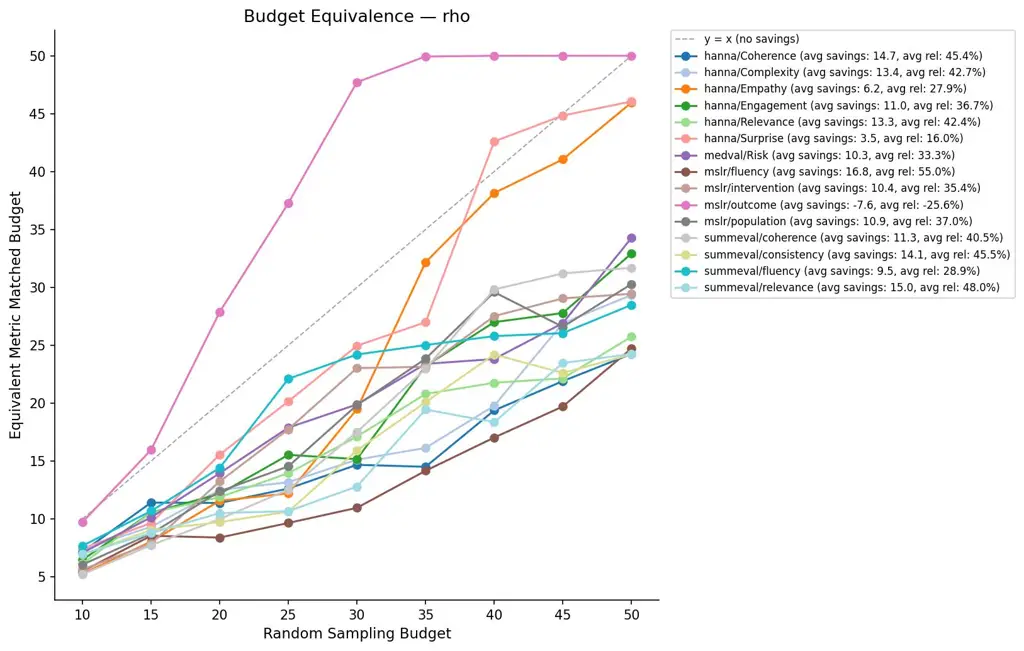 Budget Equivalence — rho
Equivalent Metric Matched Budget
50
45
40
35
30
25
20
15
10
5
10 15 20 25 30 35 40 45 50
Random Sampling Budget
y = x (no savings)
hanna/Coherence (avg savings: 14.7, avg rel: 45.4%)
hanna/Complexity (avg savings: 13.4, avg rel: 42.7%)
hanna/Empathy (avg savings: 6.2, avg rel: 27.9%)
hanna/Engagement (avg savings: 11.0, avg rel: 36.7%)
hanna/Relevance (avg savings: 13.3, avg rel: 42.4%)
hanna/Surprise (avg savings: 3.5, avg rel: 16.0%)
medval/Risk (avg savings: 10.3, avg rel: 33.3%)
mslr/fluency (avg savings: 16.8, avg rel: 55.0%)
mslr/intervention (avg savings: 10.4, avg rel: 35.4%)
mslr/outcome (avg savings: -7.6, avg rel: -25.6%)
mslr/population (avg savings: 10.9, avg rel: 37.0%)
summeval/coherence (avg savings: 11.3, avg rel: 40.5%)
summeval/consistency (avg savings: 14.1, avg rel: 45.5%)
summeval/fluency (avg savings: 9.5, avg rel: 28.9%)
summeval/relevance (avg savings: 15.0, avg rel: 48.0%)